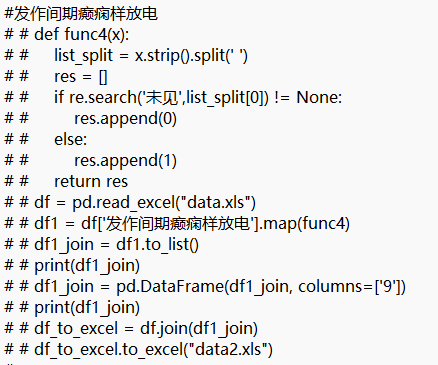 #发作间期癫痫样放电
# # def func4(x):
# #     list_split = x.strip().split(' ')
# #     res = []
# #     if re.search('未见',list_split[0]) != None:
# #         res.append(0)
# #     else:
# #         res.append(1)
# #     return res
# # df = pd.read_excel("data.xls")
# # df1 = df['发作间期癫痫样放电'].map(func4)
# # df1_join = df1.to_list()
# # print(df1_join)
# # df1_join = pd.DataFrame(df1_join, columns=['9'])
# # print(df1_join)
# # df_to_excel = df.join(df1_join)
# # df_to_excel.to_excel("data2.xls")